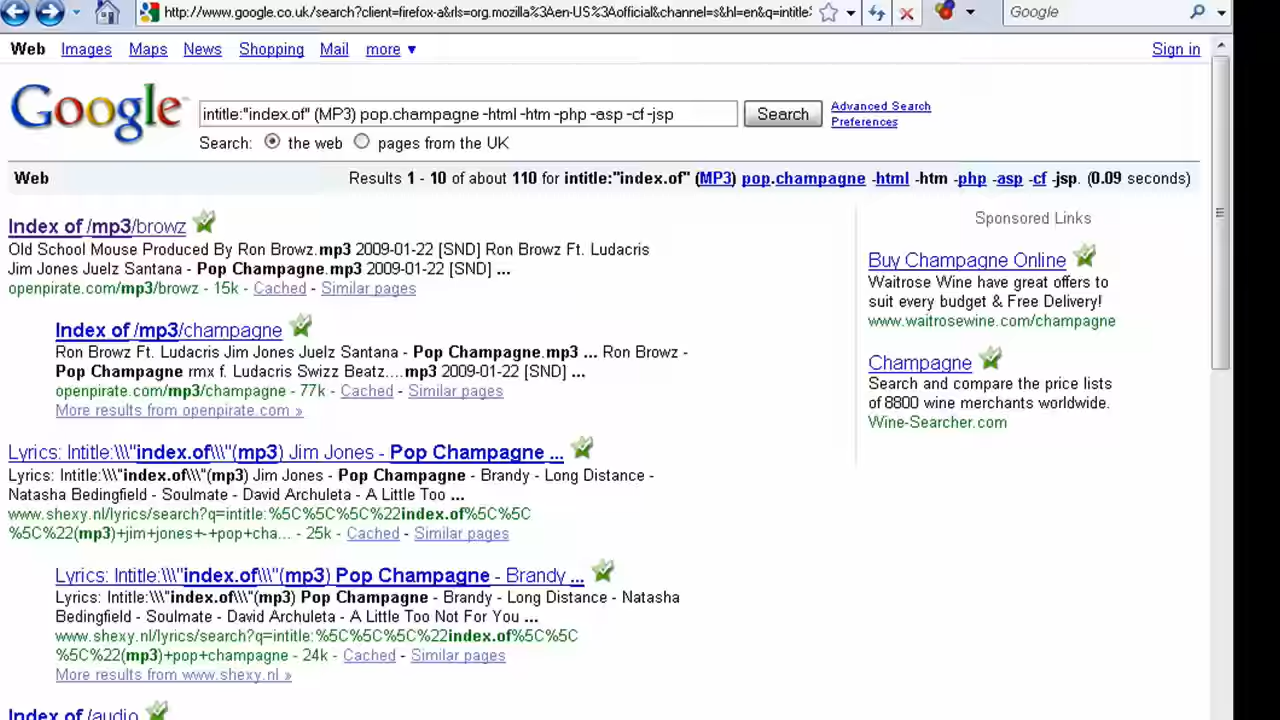 http://www.google.co.uk/search?client=firefox-a&rls=org.mozilla%3Aen-US%3Aofficial&channel=s&hl=en&q=intitle:
Google
Web Images Maps News Shopping Mail more ▼
Sign in
Google
intitle:"index.of" (MP3) pop.champagne -html -htm -php -asp -cf -jsp
Search
Advanced Search
Preferences
Search: the web pages from the UK
Web
Results 1 - 10 of about 110 for intitle:"index.of" (MP3) pop.champagne -html -htm -php -asp -cf -jsp. (0.09 seconds)
Index of /mp3/browz
Old School Mouse Produced By Ron Browz.mp3 2009-01-22 [SND] Ron Browz Ft. Ludacris
Jim Jones Juelz Santana - Pop Champagne.mp3 2009-01-22 [SND] ...
openpirate.com/mp3/browz - 15k - Cached - Similar pages
Index of /mp3/champagne
Ron Browz Ft. Ludacris Jim Jones Juelz Santana - Pop Champagne.mp3 ... Ron Browz -
Pop Champagne rmx f. Ludacris Swizz Beatz....mp3 2009-01-22 [SND] ...
openpirate.com/mp3/champagne - 77k - Cached - Similar pages
More results from openpirate.com »
Lyrics: Intitle:\\\"index.of\\\"(mp3) Jim Jones - Pop Champagne ...
Lyrics: Intitle:\\\"index.of\\\"(mp3) Jim Jones - Pop Champagne - Brandy - Long Distance -
Natasha Bedingfield - Soulmate - David Archuleta - A Little Too ...
www.shexy.nl/lyrics/search?q=intitle:%5C%5C%5C%22index.of%5C%5C
%5C%22(mp3)+jim+jones+-+pop+cha... - 25k - Cached - Similar pages
Lyrics: Intitle:\\\"index.of\\\"(mp3) Pop Champagne - Brandy ...
Lyrics: Intitle:\\\"index.of\\\"(mp3) Pop Champagne - Brandy - Long Distance - Natasha
Bedingfield - Soulmate - David Archuleta - A Little Too Not For You ...
www.shexy.nl/lyrics/search?q=intitle:%5C%5C%5C%22index.of%5C%5C
%5C%22(mp3)+pop+champagne - 24k - Cached - Similar pages
More results from www.shexy.nl »
Index of /audio
Sponsored Links
Buy Champagne Online
Waitrose Wine have great offers to
suit every budget & Free Delivery!
www.waitrosewine.com/champagne
Champagne
Search and compare the price lists
of 8800 wine merchants worldwide.
Wine-Searcher.com